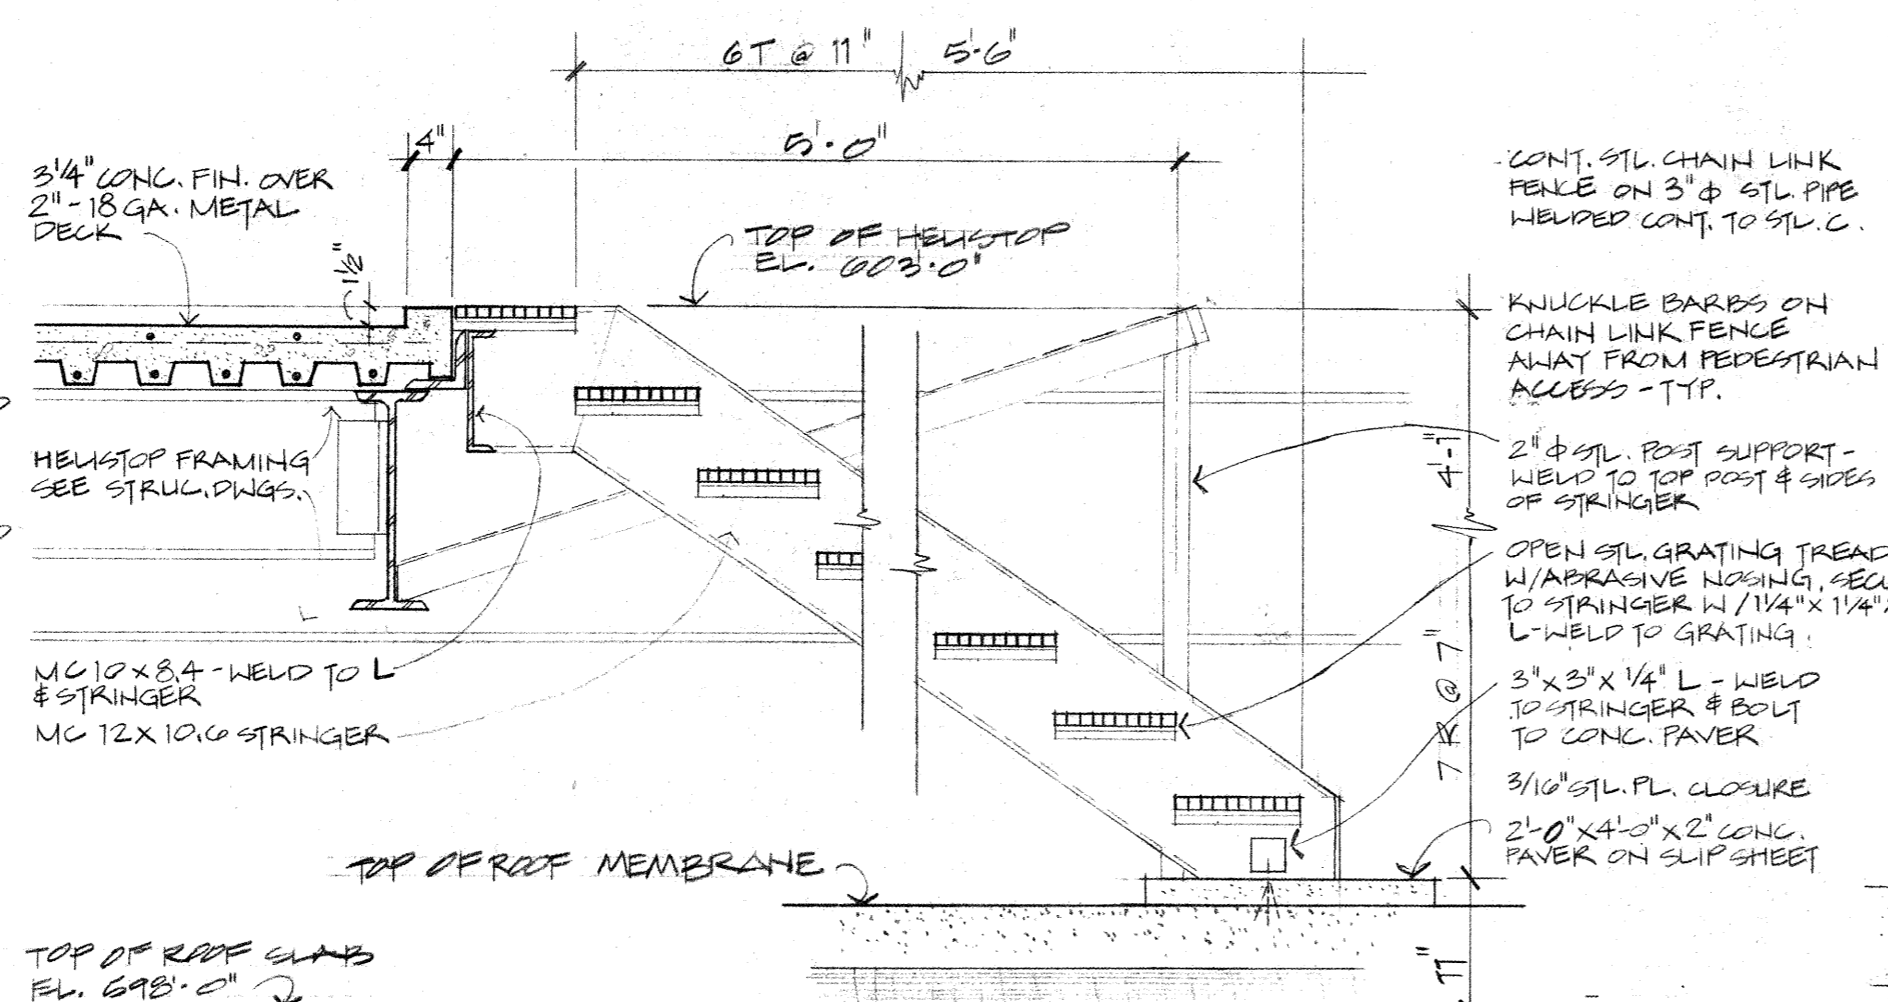 6T @ 11" 5'-6"
4" 5'-0"
3 1/4" CONC. FIN. OVER
2"-18 GA. METAL
DECK
1 1/2"
TOP OF HELISTOP
EL. 603'-0"
CONT. STL. CHAIN LINK
FENCE ON 3" ϕ STL. PIPE
WELDED CONT. TO STL. C.
KNUCKLE BARBS ON
CHAIN LINK FENCE
AWAY FROM PEDESTRIAN
ACCESS - TYP.
HELISTOP FRAMING
SEE STRUC. DWGS.
4'-1"
2" ϕ STL. POST SUPPORT -
WELD TO TOP POST & SIDES
OF STRINGER
OPEN STL. GRATING TREAD
W/ABRASIVE NOSING, SECU
TO STRINGER W/1 1/4" x 1 1/4"
L-WELD TO GRATING.
MC 10 x 8.4 - WELD TO L
& STRINGER
MC 12 x 10.6 STRINGER
7 R @ 7"
3" x 3" x 1/4" L - WELD
TO STRINGER & BOLT
TO CONC. PAVER
3/16" STL. PL. CLOSURE
2'-0" x 4'-0" x 2" CONC.
PAVER ON SLIP SHEET
TOP OF ROOF MEMBRANE
TOP OF ROOF SLAB
EL. 698'-0"
11"